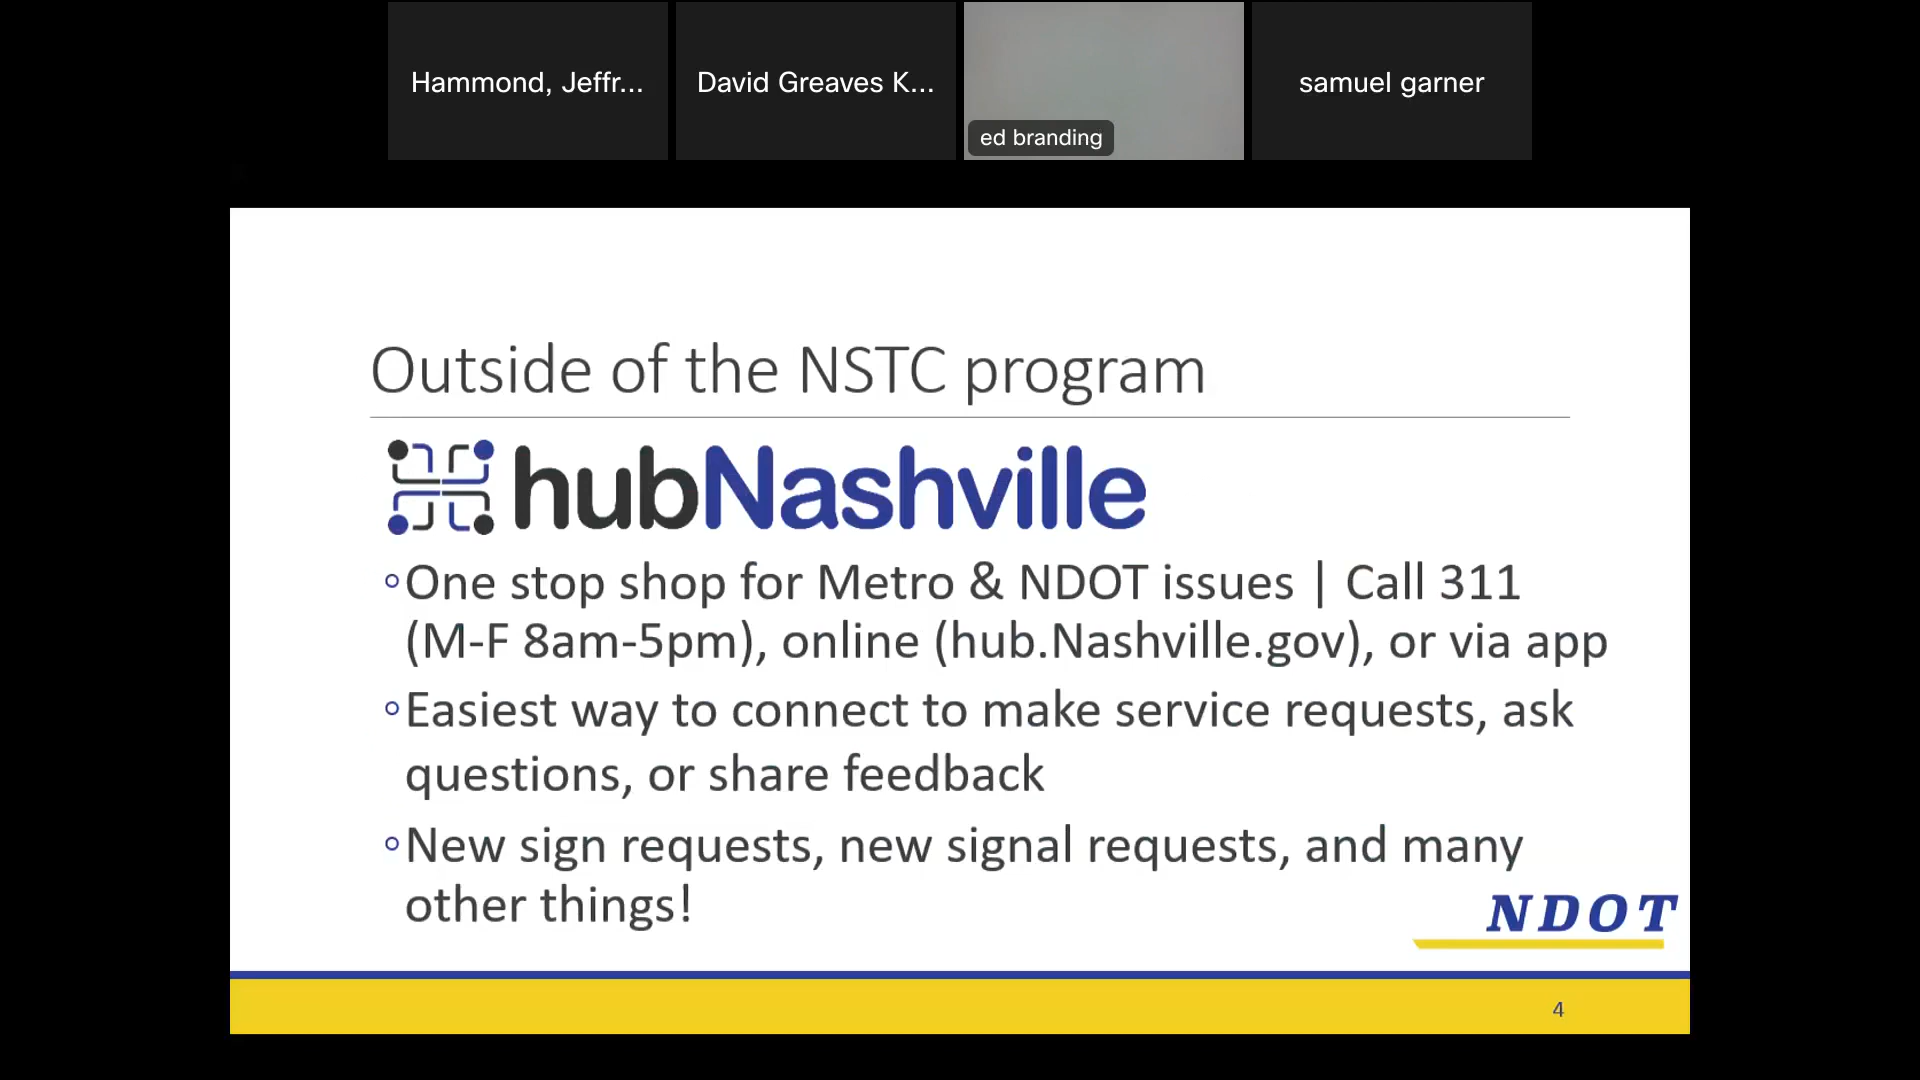 Hammond, Jeffr...
David Greaves K...
ed branding
samuel garner
Outside of the NSTC program
hubNashville
◦One stop shop for Metro & NDOT issues | Call 311
(M-F 8am-5pm), online (hub.Nashville.gov), or via app
◦Easiest way to connect to make service requests, ask
questions, or share feedback
◦New sign requests, new signal requests, and many
other things!
NDOT
4